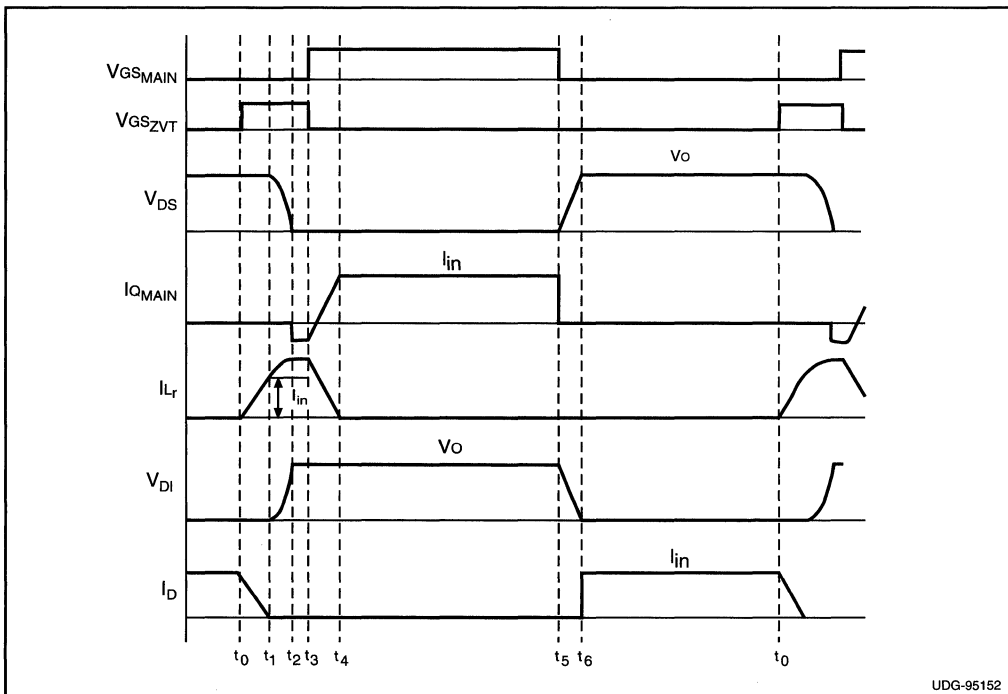 VGSMAIN
VGSZVT
VO
VDS
Iin
IQMAIN
ILr
Iin
VO
VDI
Iin
ID
t0 t1 t2 t3 t4 t5 t6 t0
UDG-95152